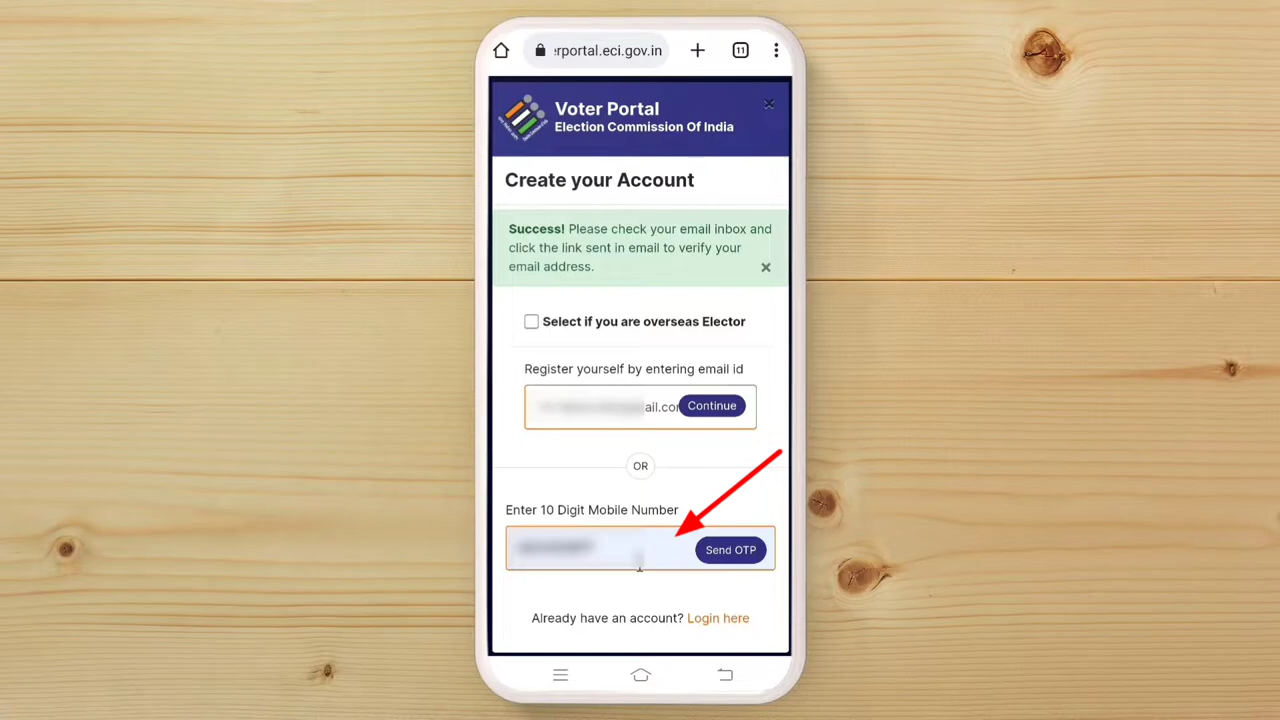 erportal.eci.gov.in
11
Voter Portal
Election Commission Of India
Create your Account
Success! Please check your email inbox and
click the link sent in email to verify your
email address.
Select if you are overseas Elector
Register yourself by entering email id
ail.com Continue
OR
Enter 10 Digit Mobile Number
Send OTP
Already have an account? Login here